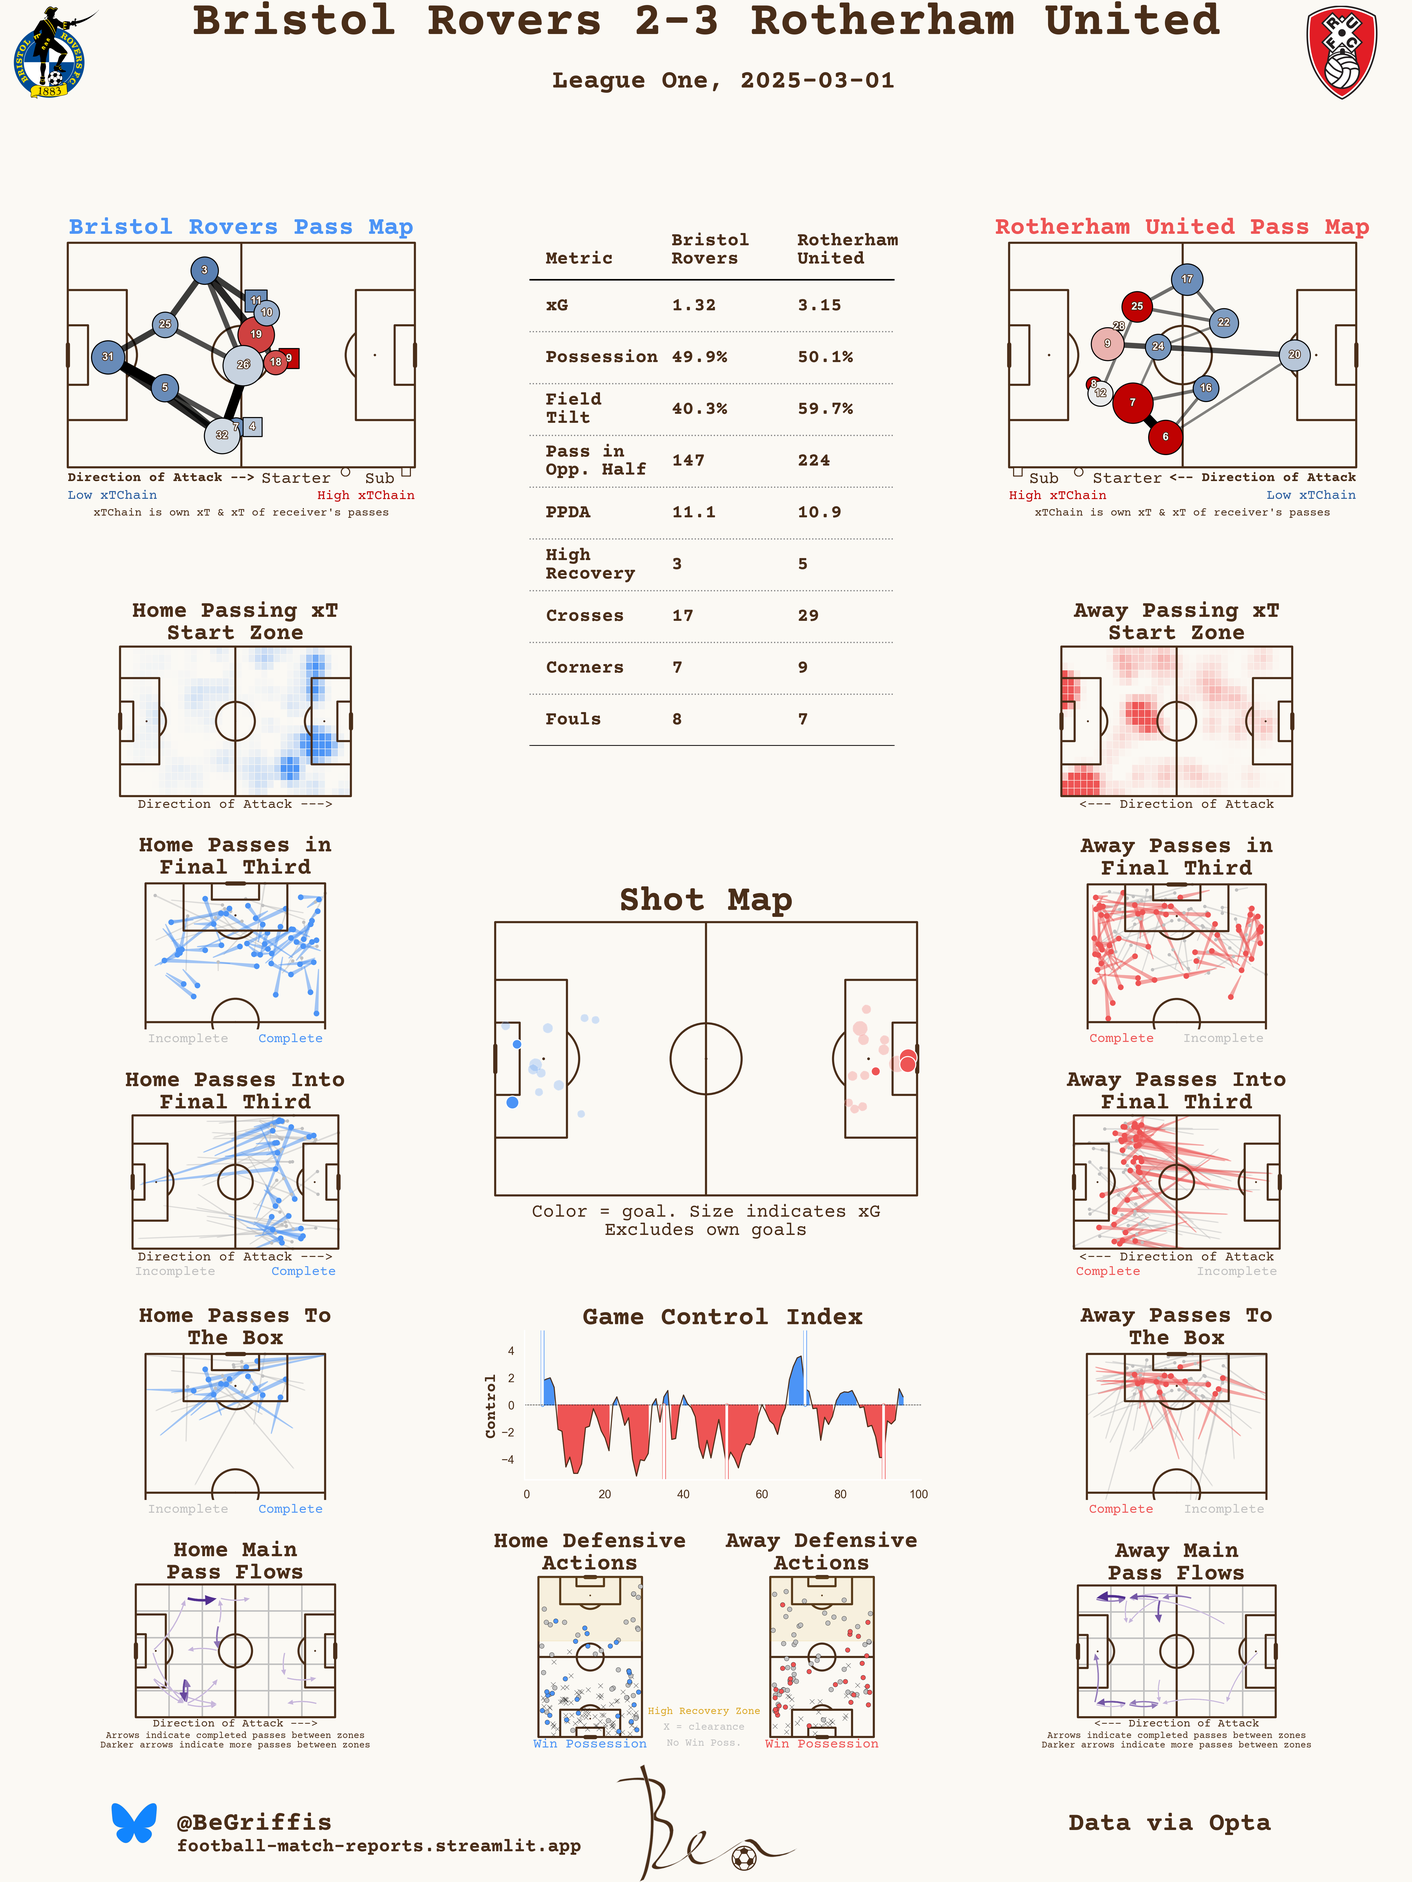 Bristol Rovers 2-3 Rotherham United
League One, 2025-03-01
BRISTOL ROVERS FC
1883
R U
F C
Bristol Rovers Pass Map
3
11
10
25
19
31
26
18
9
5
7
4
32
Direction of Attack --> Starter Sub
Low xTChain High xTChain
xTChain is own xT & xT of receiver's passes
Metric Bristol Rovers Rotherham United
xG 1.32 3.15
Possession 49.9% 50.1%
Field Tilt 40.3% 59.7%
Pass in Opp. Half 147 224
PPDA 11.1 10.9
High Recovery 3 5
Crosses 17 29
Corners 7 9
Fouls 8 7
Rotherham United Pass Map
17
25
28
22
9
24
20
8
12
16
7
6
Sub Starter <-- Direction of Attack
High xTChain Low xTChain
xTChain is own xT & xT of receiver's passes
Home Passing xT
Start Zone
Direction of Attack --->
Away Passing xT
Start Zone
<--- Direction of Attack
Home Passes in
Final Third
Incomplete Complete
Away Passes in
Final Third
Complete Incomplete
Shot Map
Color = goal. Size indicates xG
Excludes own goals
Home Passes Into
Final Third
Direction of Attack --->
Incomplete Complete
Away Passes Into
Final Third
<--- Direction of Attack
Complete Incomplete
Home Passes To
The Box
Incomplete Complete
Game Control Index
Control
4
2
0
−2
−4
0 20 40 60 80 100
Away Passes To
The Box
Complete Incomplete
Home Main
Pass Flows
Direction of Attack --->
Arrows indicate completed passes between zones
Darker arrows indicate more passes between zones
Home Defensive
Actions
Win Possession
High Recovery Zone
X = clearance
No Win Poss.
Away Defensive
Actions
Win Possession
Away Main
Pass Flows
<--- Direction of Attack
Arrows indicate completed passes between zones
Darker arrows indicate more passes between zones
@BeGriffis
football-match-reports.streamlit.app
Ben
Data via Opta